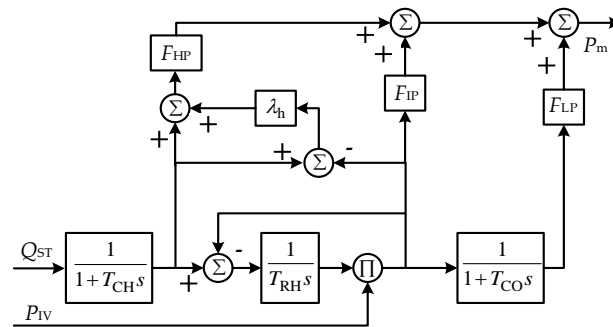 Σ
Σ
P_m
+
+
+
+
F_HP
F_IP
F_LP
λ_h
Σ
+
+
+
Σ
-
Q_ST
1
1+T_CH s
+
Σ
-
1
T_RH s
Π
1
1+T_CO s
P_IV